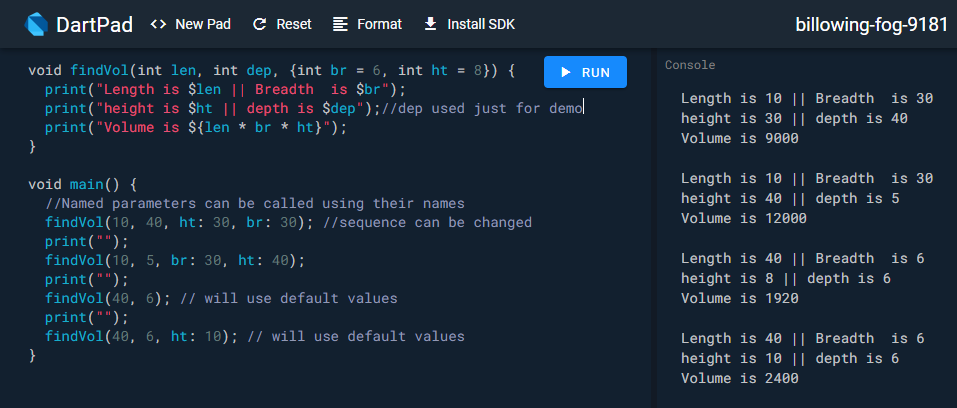 DartPad <> New Pad Reset Format Install SDK billowing-fog-9181
void findVol(int len, int dep, {int br = 6, int ht = 8}) {
  print("Length is $len || Breadth  is $br");
  print("height is $ht || depth is $dep");//dep used just for demo
  print("Volume is ${len * br * ht}");
}

void main() {
  //Named parameters can be called using their names
  findVol(10, 40, ht: 30, br: 30); //sequence can be changed
  print("");
  findVol(10, 5, br: 30, ht: 40);
  print("");
  findVol(40, 6); // will use default values
  print("");
  findVol(40, 6, ht: 10); // will use default values
}
RUN
Console
Length is 10 || Breadth  is 30
height is 30 || depth is 40
Volume is 9000

Length is 10 || Breadth  is 30
height is 40 || depth is 5
Volume is 12000

Length is 40 || Breadth  is 6
height is 8 || depth is 6
Volume is 1920

Length is 40 || Breadth  is 6
height is 10 || depth is 6
Volume is 2400